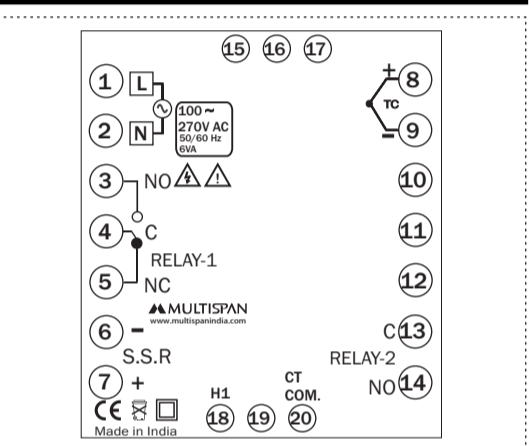 15 16 17
1 L
+ 8
TC
2 N
100 ~
270V AC
50/60 Hz
6VA
- 9
3 NO
10
4 C
11
RELAY-1
5 NC
12
MULTISPAN
www.multispanindia.com
6 -
C 13
S.S.R
RELAY-2
7 +
NO 14
H1
CT
COM.
CE
18 19 20
Made in India